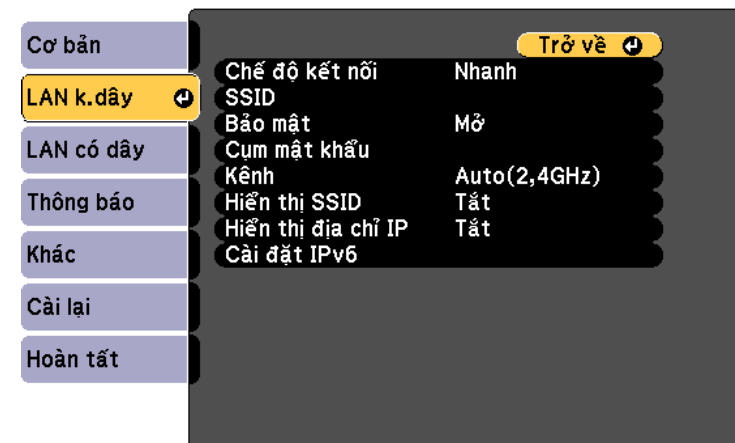 Cơ bản
LAN k.dây
LAN có dây
Thông báo
Khác
Cài lại
Hoàn tất
Trở về
Chế độ kết nối Nhanh
SSID
Bảo mật Mở
Cụm mật khẩu
Kênh Auto(2,4GHz)
Hiển thị SSID Tắt
Hiển thị địa chỉ IP Tắt
Cài đặt IPv6